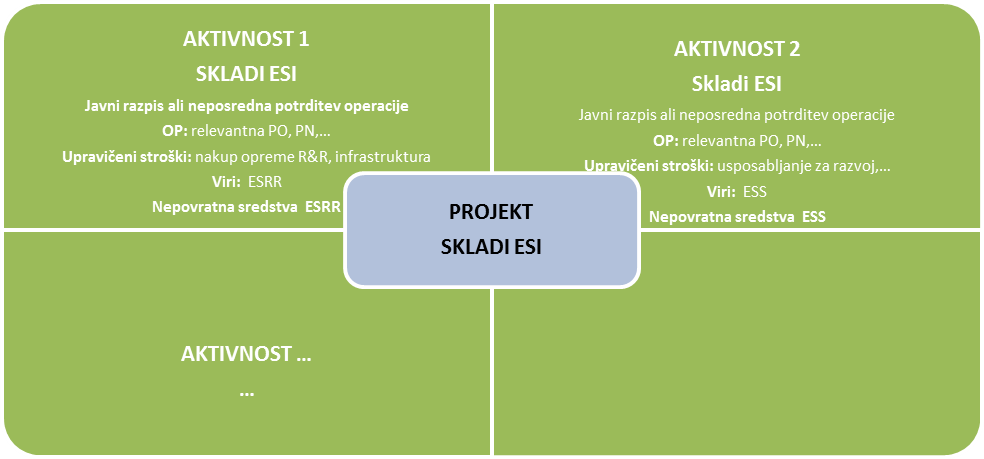 AKTIVNOST 1
SKLADI ESI
Javni razpis ali neposredna potrditev operacije
OP: relevantna PO, PN,...
Upravičeni stroški: nakup opreme R&R, infrastruktura
Viri: ESRR
Nepovratna sredstva ESRR
AKTIVNOST 2
Skladi ESI
Javni razpis ali neposredna potrditev operacije
OP: relevantna PO, PN,...
Upravičeni stroški: usposabljanje za razvoj,...
Viri: ESS
Nepovratna sredstva ESS
PROJEKT
SKLADI ESI
AKTIVNOST ...
...